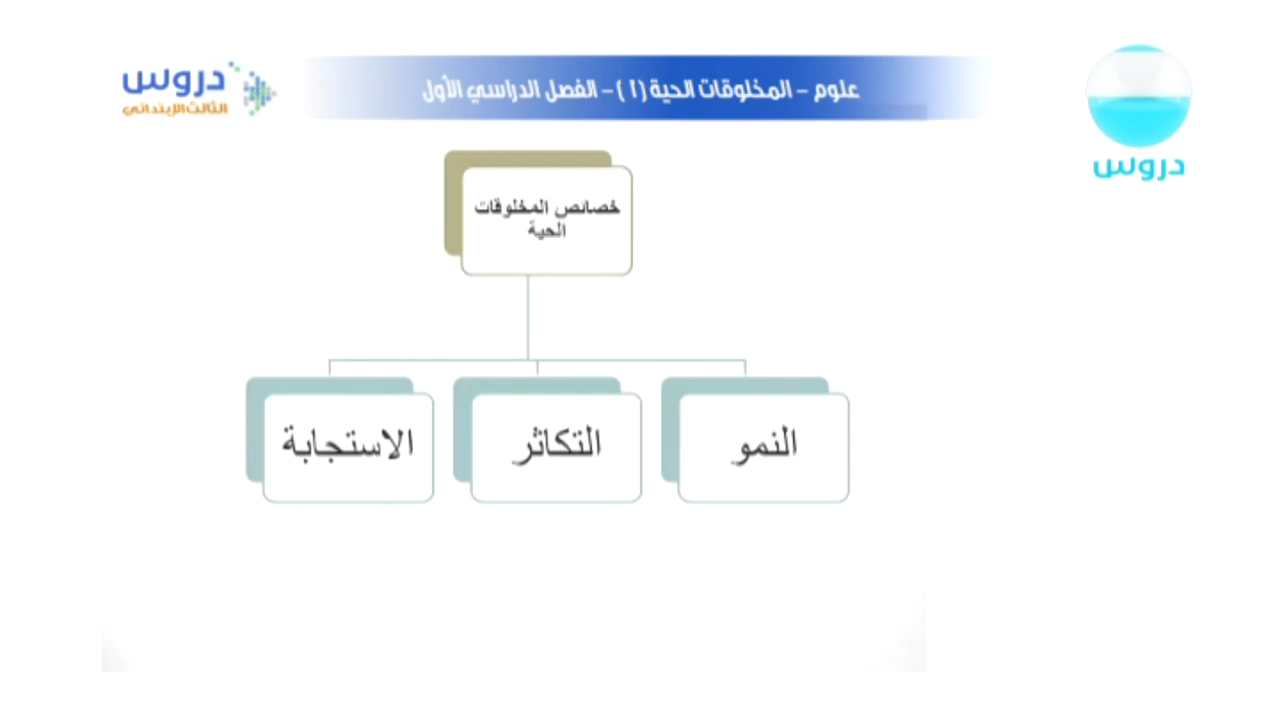 علوم – المخلوقات الحية (١) – الفصل الدراسي الأول
دروس
الثالث الابتدائي
دروس
خصائص المخلوقات
الحية
النمو
التكاثر
الاستجابة